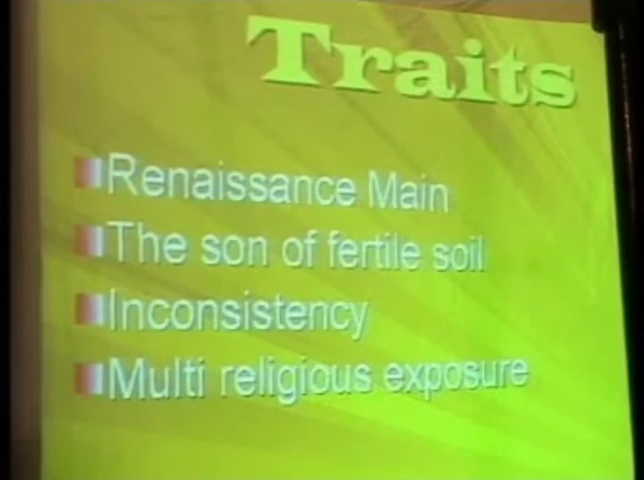 Traits
Renaissance Main
The son of fertile soil
Inconsistency
Multi religious exposure